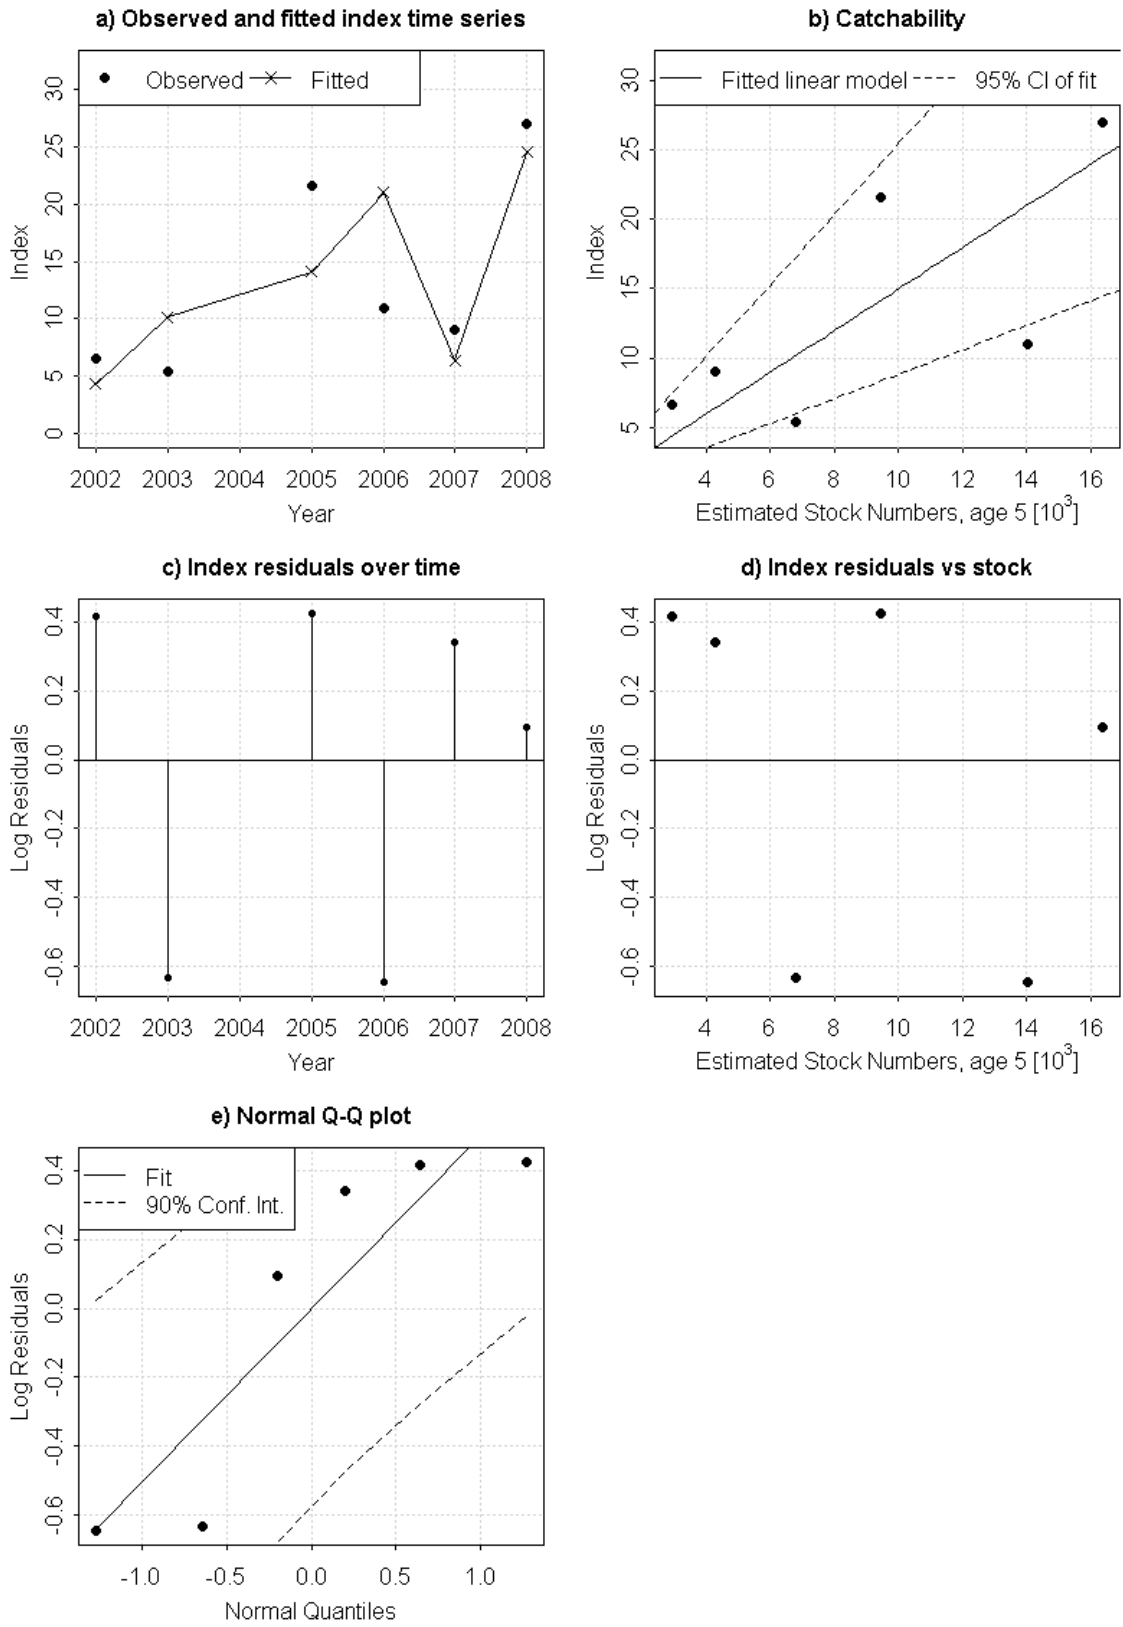 a) Observed and fitted index time series
Observed Fitted
Index
0 5 10 15 20 25 30
2002 2003 2004 2005 2006 2007 2008
Year
b) Catchability
Fitted linear model 95% CI of fit
Index
5 10 15 20 25 30
4 6 8 10 12 14 16
Estimated Stock Numbers, age 5 [10³]
c) Index residuals over time
Log Residuals
-0.6 -0.4 -0.2 0.0 0.2 0.4
2002 2003 2004 2005 2006 2007 2008
Year
d) Index residuals vs stock
Log Residuals
-0.6 -0.4 -0.2 0.0 0.2 0.4
4 6 8 10 12 14 16
Estimated Stock Numbers, age 5 [10³]
e) Normal Q-Q plot
Fit
90% Conf. Int.
Log Residuals
-0.6 -0.4 -0.2 0.0 0.2 0.4
-1.0 -0.5 0.0 0.5 1.0
Normal Quantiles